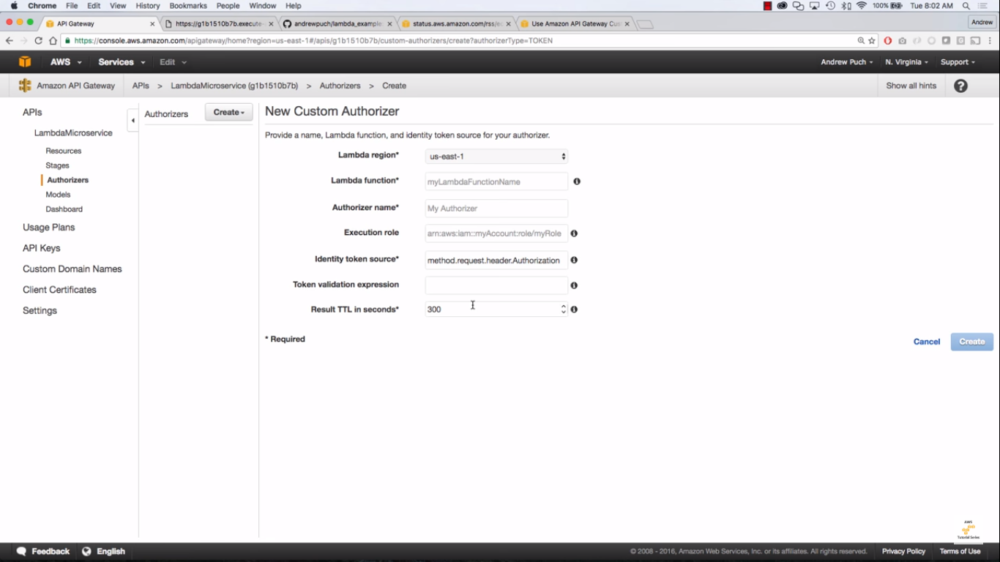 Chrome File Edit View History Bookmarks People Window Help 100% Tue 8:02 AM
API Gateway https://g1b1510b7b.execute- andrewpuch/lambda_example status.aws.amazon.com/rss/e Use Amazon API Gateway Cus Andrew
https://console.aws.amazon.com/apigateway/home?region=us-east-1#/apis/g1b1510b7b/custom-authorizers/create?authorizerType=TOKEN
AWS Services Edit Andrew Puch N. Virginia Support
Amazon API Gateway APIs > LambdaMicroservice (g1b1510b7b) > Authorizers > Create Show all hints ?
APIs
LambdaMicroservice
Resources
Stages
Authorizers
Models
Dashboard
Usage Plans
API Keys
Custom Domain Names
Client Certificates
Settings
Authorizers Create
New Custom Authorizer
Provide a name, Lambda function, and identity token source for your authorizer.
Lambda region* us-east-1
Lambda function* myLambdaFunctionName
Authorizer name* My Authorizer
Execution role arn:aws:iam::myAccount:role/myRole
Identity token source* method.request.header.Authorization
Token validation expression
Result TTL in seconds* 300
* Required
Cancel Create
AWS
Tutorial Series
Feedback English © 2008 - 2016, Amazon Web Services, Inc. or its affiliates. All rights reserved. Privacy Policy Terms of Use